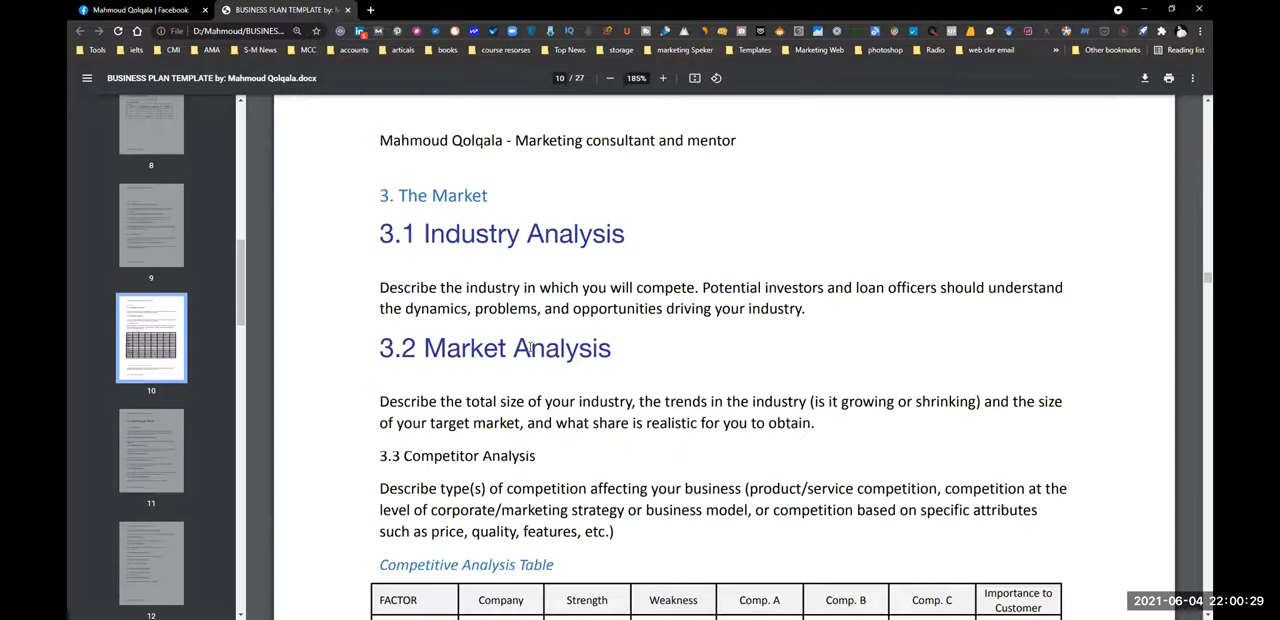 Mahmoud Qolqala | Facebook
BUSINESS PLAN TEMPLATE by: M
File D:/Mahmoud/BUSINES...
Tools ielts CMI AMA S-M News MCC accounts articals books course resorses Top News storage marketing Speker Templates Marketing Web photoshop Radio web cler email » Other bookmarks Reading list
BUSINESS PLAN TEMPLATE by: Mahmoud Qolqala.docx 10 / 27 185%
8
9
10
11
12
Mahmoud Qolqala - Marketing consultant and mentor
3. The Market
3.1 Industry Analysis
Describe the industry in which you will compete. Potential investors and loan officers should understand
the dynamics, problems, and opportunities driving your industry.
3.2 Market Analysis
Describe the total size of your industry, the trends in the industry (is it growing or shrinking) and the size
of your target market, and what share is realistic for you to obtain.
3.3 Competitor Analysis
Describe type(s) of competition affecting your business (product/service competition, competition at the
level of corporate/marketing strategy or business model, or competition based on specific attributes
such as price, quality, features, etc.)
Competitive Analysis Table
FACTOR Company Strength Weakness Comp. A Comp. B Comp. C Importance to
Customer
2021-06-04 22:00:29